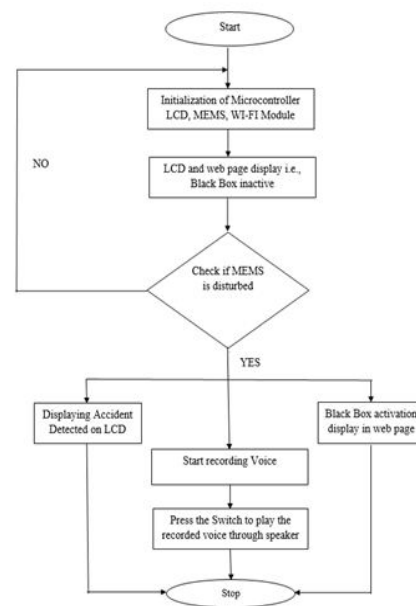 Start
Initialization of Microcontroller
LCD, MEMS, WI-FI Module
NO
LCD and web page display i.e.,
Black Box inactive
Check if MEMS
is disturbed
YES
Displaying Accident
Detected on LCD
Black Box activation
display in web page
Start recording Voice
Press the Switch to play the
recorded voice through speaker
Stop